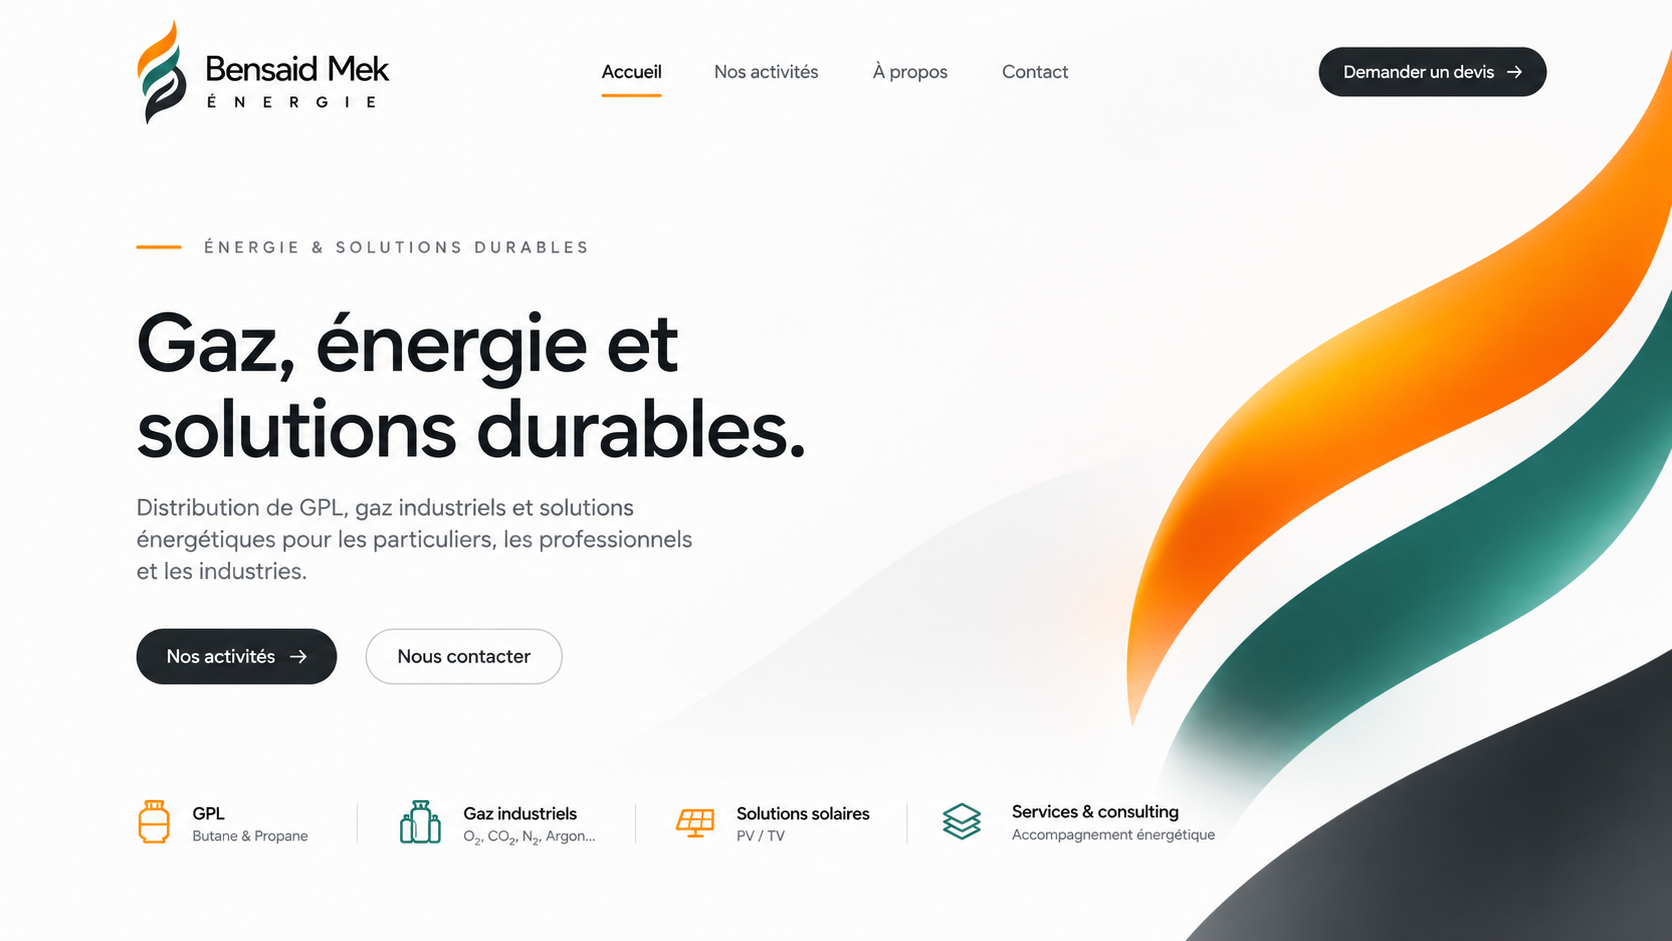 Bensaid Mek
ÉNERGIE
Accueil
Nos activités
À propos
Contact
Demander un devis →
ÉNERGIE & SOLUTIONS DURABLES
Gaz, énergie et
solutions durables.
Distribution de GPL, gaz industriels et solutions
énergétiques pour les particuliers, les professionnels
et les industries.
Nos activités →
Nous contacter
GPL
Butane & Propane
Gaz industriels
O₂, CO₂, N₂, Argon...
Solutions solaires
PV / TV
Services & consulting
Accompagnement énergétique